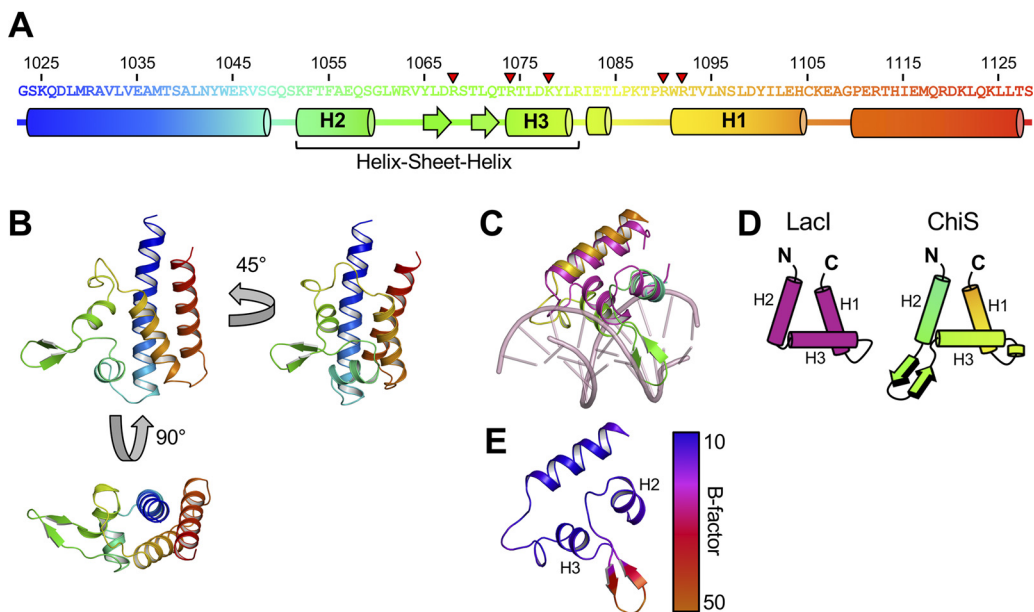 A
1025 1035 1045 1055 1065 1075 1085 1095 1105 1115 1125
GSKQDLMRAVLVEAMTSALNYWERVSGQSKFTFAEQSGLWRVYLDRSTLQTRTLDKYLRIETLPKTPRWRTVLNSLDYILEHCKEAGPERTHIEMQRDKLQKLLTS
H2 H3 H1
Helix-Sheet-Helix
B
45°
90°
C
D
LacI ChiS
N C N C
H2 H1 H3
H2 H1 H3
E
H2
H3
10
B-factor
50